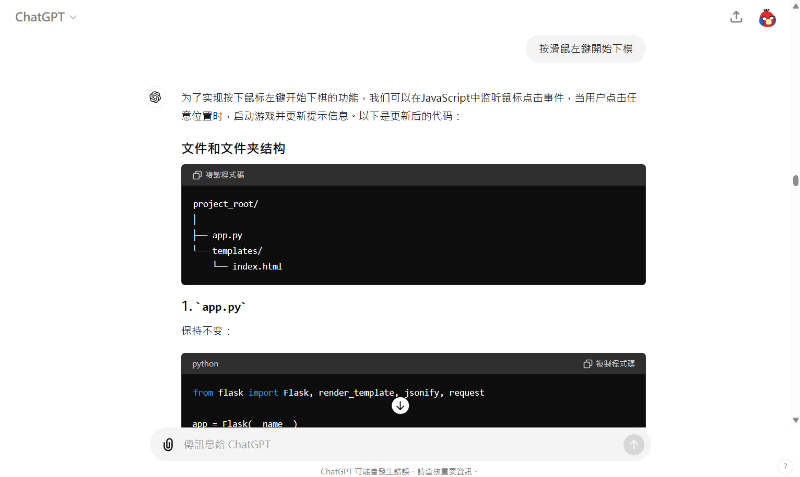 ChatGPT
按滑鼠左鍵開始下棋
为了实现按下鼠标左键开始下棋的功能，我们可以在JavaScript中监听鼠标点击事件，当用户点击任
意位置时，启动游戏并更新提示信息。以下是更新后的代码：
文件和文件夹结构
複製程式碼
project_root/
│
├── app.py
└── templates/
    └── index.html
1. `app.py`
保持不变：
python
複製程式碼
from flask import Flask, render_template, jsonify, request
app = Flask(__name__)
傳訊息給 ChatGPT
ChatGPT 可能會發生錯誤。請查核重要資訊。
?